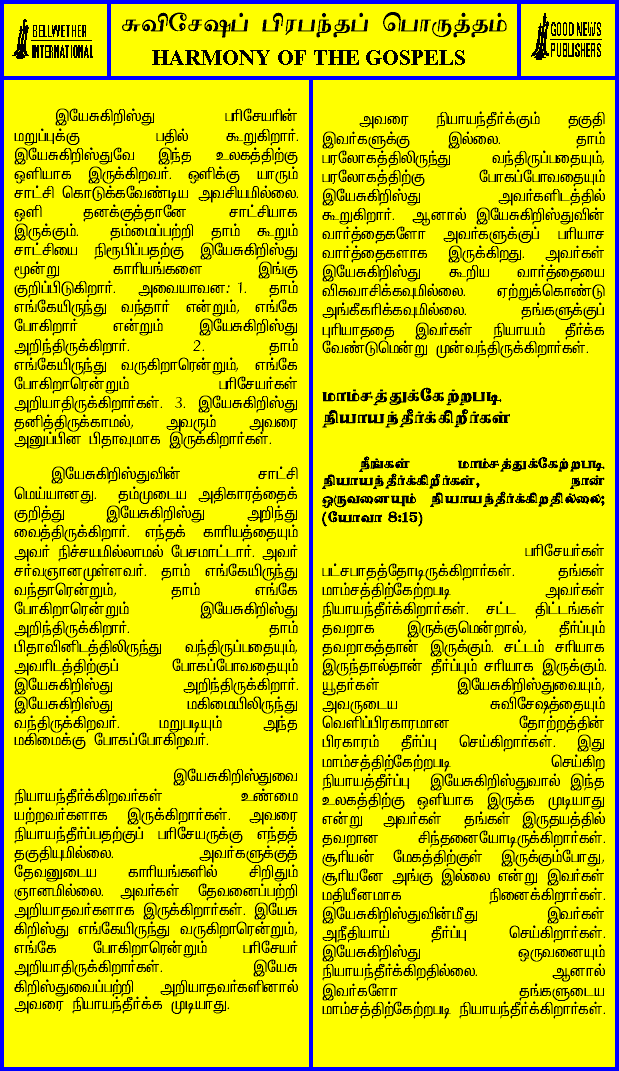 BELLWETHER
INTERNATIONAL
சுவிசேஷப் பிரபந்தப் பொருத்தம்
HARMONY OF THE GOSPELS
GOOD NEWS
PUBLISHERS
இயேசுகிறிஸ்து பரிசேயரின்
மறுப்புக்கு பதில் கூறுகிறார்.
இயேசுகிறிஸ்துவே இந்த உலகத்திற்கு
ஒளியாக இருக்கிறவர். ஒளிக்கு யாரும்
சாட்சி கொடுக்கவேண்டிய அவசியமில்லை.
ஒளி தனக்குத்தானே சாட்சியாக
இருக்கும். தம்மைப்பற்றி தாம் கூறும்
சாட்சியை நிரூபிப்பதற்கு இயேசுகிறிஸ்து
மூன்று காரியங்களை இங்கு
குறிப்பிடுகிறார். அவையாவன: 1. தாம்
எங்கேயிருந்து வந்தார் என்றும், எங்கே
போகிறார் என்றும் இயேசுகிறிஸ்து
அறிந்திருக்கிறார். 2. தாம்
எங்கேயிருந்து வருகிறாரென்றும், எங்கே
போகிறாரென்றும் பரிசேயர்கள்
அறியாதிருக்கிறார்கள். 3. இயேசுகிறிஸ்து
தனித்திருக்காமல், அவரும் அவரை
அனுப்பின பிதாவுமாக இருக்கிறார்கள்.
இயேசுகிறிஸ்துவின் சாட்சி
மெய்யானது. தம்முடைய அதிகாரத்தைக்
குறித்து இயேசுகிறிஸ்து அறிந்து
வைத்திருக்கிறார். எந்தக் காரியத்தையும்
அவர் நிச்சயமில்லாமல் பேசமாட்டார். அவர்
சர்வஞானமுள்ளவர். தாம் எங்கேயிருந்து
வந்தாரென்றும், தாம் எங்கே
போகிறாரென்றும் இயேசுகிறிஸ்து
அறிந்திருக்கிறார். தாம்
பிதாவினிடத்திலிருந்து வந்திருப்பதையும்,
அவரிடத்திற்குப் போகப்போவதையும்
இயேசுகிறிஸ்து அறிந்திருக்கிறார்.
இயேசுகிறிஸ்து மகிமையிலிருந்து
வந்திருக்கிறவர். மறுபடியும் அந்த
மகிமைக்கு போகப்போகிறவர்.
இயேசுகிறிஸ்துவை
நியாயந்தீர்க்கிறவர்கள் உண்மை
யற்றவர்களாக இருக்கிறார்கள். அவரை
நியாயந்தீர்ப்பதற்குப் பரிசேயருக்கு எந்தத்
தகுதியுமில்லை. அவர்களுக்குத்
தேவனுடைய காரியங்களில் சிறிதும்
ஞானமில்லை. அவர்கள் தேவனைப்பற்றி
அறியாதவர்களாக இருக்கிறார்கள். இயேசு
கிறிஸ்து எங்கேயிருந்து வருகிறாரென்றும்,
எங்கே போகிறாரென்றும் பரிசேயர்
அறியாதிருக்கிறார்கள். இயேசு
கிறிஸ்துவைப்பற்றி அறியாதவர்களினால்
அவரை நியாயந்தீர்க்க முடியாது.
அவரை நியாயந்தீர்க்கும் தகுதி
இவர்களுக்கு இல்லை. தாம்
பரலோகத்திலிருந்து வந்திருப்பதையும்,
பரலோகத்திற்கு போகப்போவதையும்
இயேசுகிறிஸ்து அவர்களிடத்தில்
கூறுகிறார். ஆனால் இயேசுகிறிஸ்துவின்
வார்த்தைகளோ அவர்களுக்குப் பரியாச
வார்த்தைகளாக இருக்கிறது. அவர்கள்
இயேசுகிறிஸ்து கூறிய வார்த்தையை
விசுவாசிக்கவுமில்லை. ஏற்றுக்கொண்டு
அங்கீகரிக்கவுமில்லை. தங்களுக்குப்
புரியாததை இவர்கள் நியாயம் தீர்க்க
வேண்டுமென்று முன்வந்திருக்கிறார்கள்.
மாம்சத்துக்கேற்றபடி
நியாயந்தீர்க்கிறீர்கள்
நீங்கள் மாம்சத்துக்கேற்றபடி
நியாயந்தீர்க்கிறீர்கள், நான்
ஒருவனையும் நியாயந்தீர்க்கிறதில்லை;
(யோவா 8:15)
பரிசேயர்கள்
பட்சபாதத்தோடிருக்கிறார்கள். தங்கள்
மாம்சத்திற்கேற்றபடி அவர்கள்
நியாயந்தீர்க்கிறார்கள். சட்ட திட்டங்கள்
தவறாக இருக்குமென்றால், தீர்ப்பும்
தவறாகத்தான் இருக்கும். சட்டம் சரியாக
இருந்தால்தான் தீர்ப்பும் சரியாக இருக்கும்.
யூதர்கள் இயேசுகிறிஸ்துவையும்,
அவருடைய சுவிசேஷத்தையும்
வெளிப்பிரகாரமான தோற்றத்தின்
பிரகாரம் தீர்ப்பு செய்கிறார்கள். இது
மாம்சத்திற்கேற்றபடி செய்கிற
நியாயத்தீர்ப்பு இயேசுகிறிஸ்துவால் இந்த
உலகத்திற்கு ஒளியாக இருக்க முடியாது
என்று அவர்கள் தங்கள் இருதயத்தில்
தவறான சிந்தனையோடிருக்கிறார்கள்.
சூரியன் மேகத்திற்குள் இருக்கும்போது,
சூரியனே அங்கு இல்லை என்று இவர்கள்
மதியீனமாக நினைக்கிறார்கள்.
இயேசுகிறிஸ்துவின்மீது இவர்கள்
அநீதியாய் தீர்ப்பு செய்கிறார்கள்.
இயேசுகிறிஸ்து ஒருவனையும்
நியாயந்தீர்க்கிறதில்லை. ஆனால்
இவர்களோ தங்களுடைய
மாம்சத்திற்கேற்றபடி நியாயந்தீர்க்கிறார்கள்.